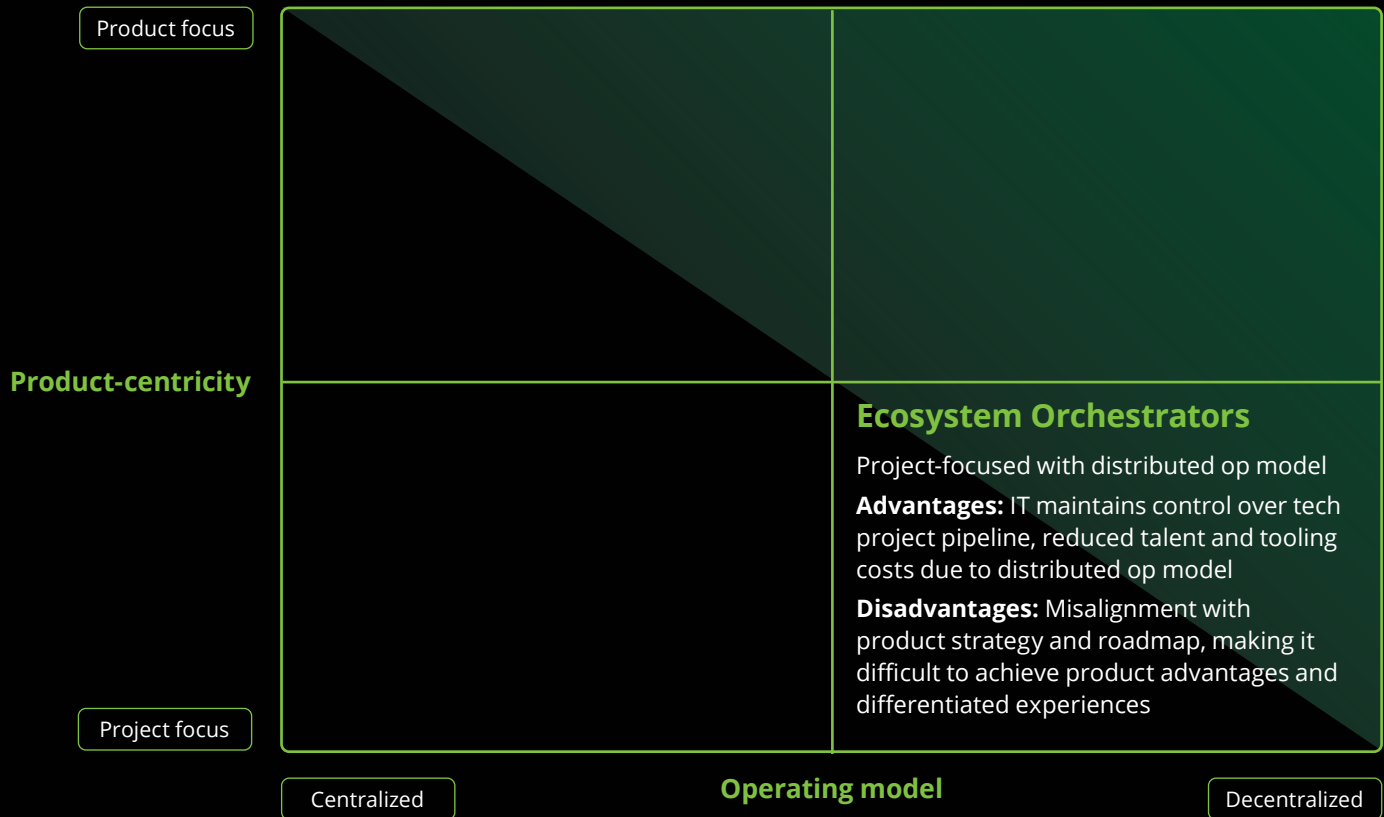 Product focus
Product-centricity
Ecosystem Orchestrators
Project-focused with distributed op model
Advantages: IT maintains control over tech
project pipeline, reduced talent and tooling
costs due to distributed op model
Disadvantages: Misalignment with
product strategy and roadmap, making it
difficult to achieve product advantages and
differentiated experiences
Project focus
Centralized
Operating model
Decentralized